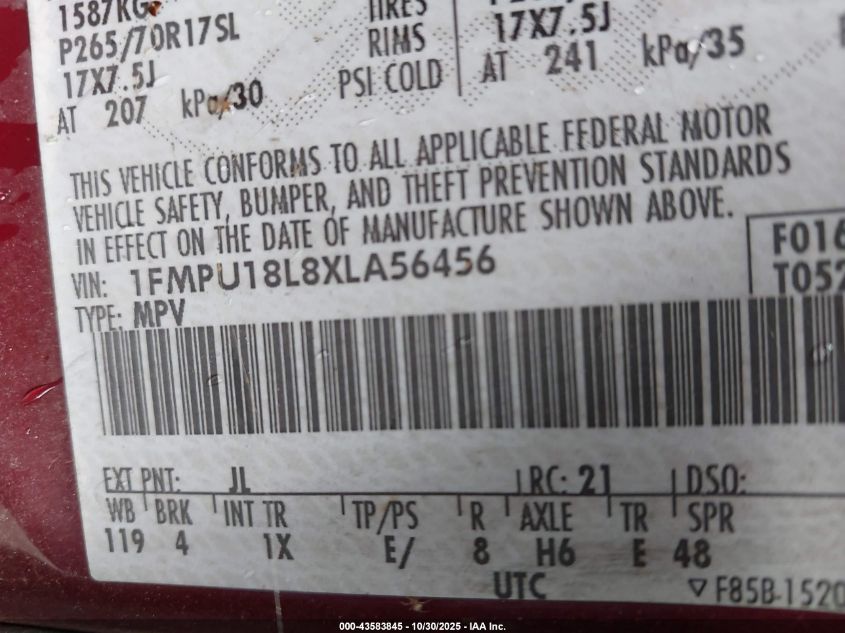 1587KG TIRES
P265/70R17SL RIMS 17X7.5J
17X7.5J PSI COLD AT 241 kPa/35
AT 207 kPa/30
THIS VEHICLE CONFORMS TO ALL APPLICABLE FEDERAL MOTOR
VEHICLE SAFETY, BUMPER, AND THEFT PREVENTION STANDARDS
IN EFFECT ON THE DATE OF MANUFACTURE SHOWN ABOVE.
VIN: 1FMPU18L8XLA56456 F016
TYPE: MPV T052
EXT PNT: JL RC: 21 DSO:
WB BRK INT TR TP/PS R AXLE TR SPR
119 4 1X E/ 8 H6 E 48
UTC ▽ F85B-1520
000-43583845 - 10/30/2025 - IAA Inc.